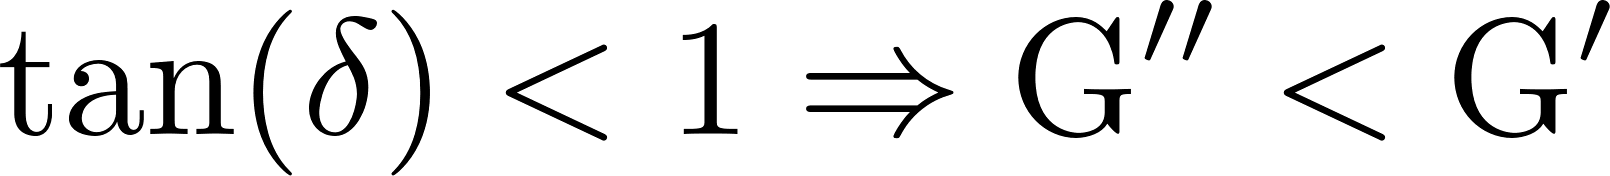 tan(δ) < 1 ⇒ G″ < G′